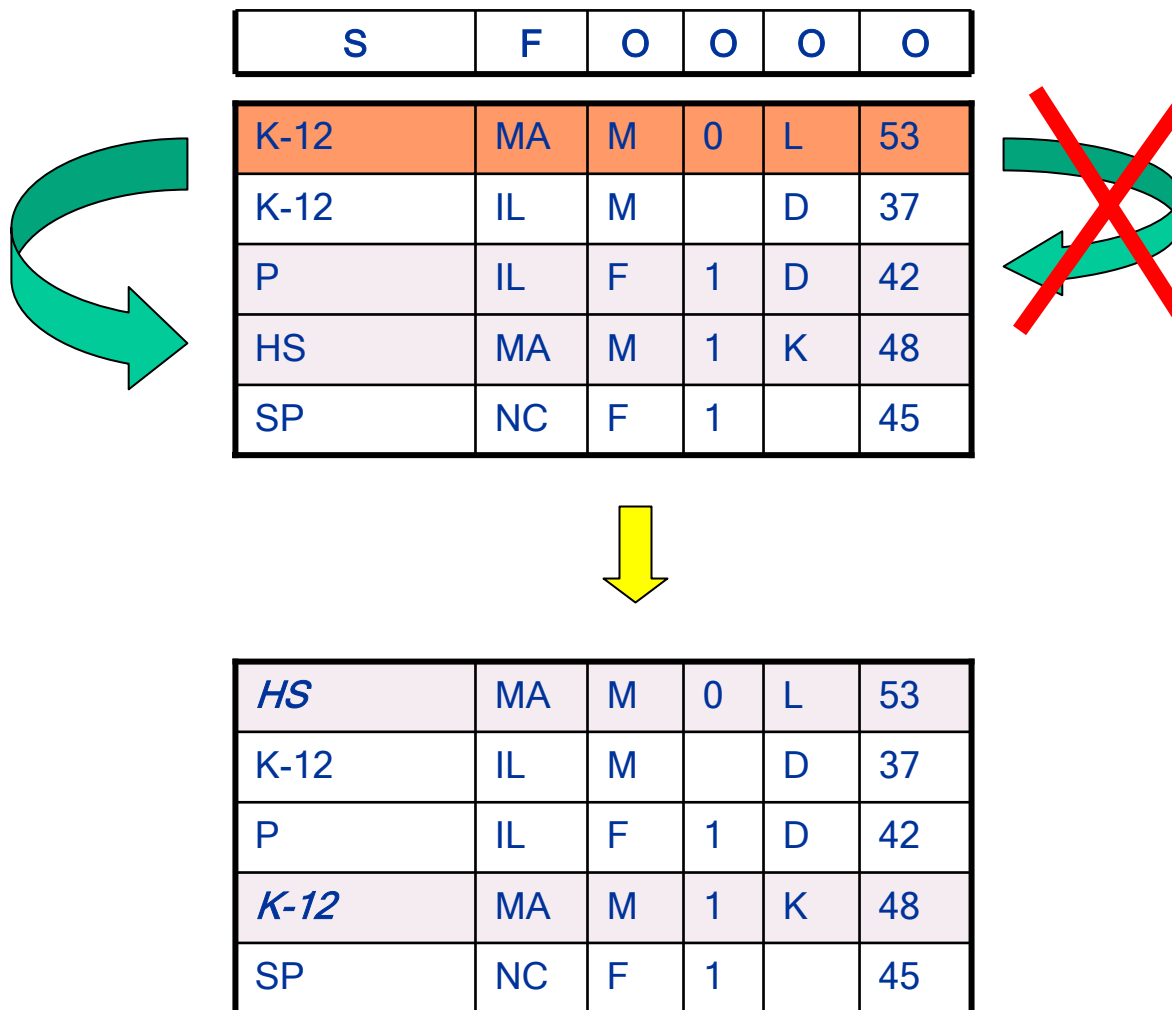 S F O O O O
K-12 MA M 0 L 53
K-12 IL M D 37
P IL F 1 D 42
HS MA M 1 K 48
SP NC F 1 45
HS MA M 0 L 53
K-12 IL M D 37
P IL F 1 D 42
K-12 MA M 1 K 48
SP NC F 1 45